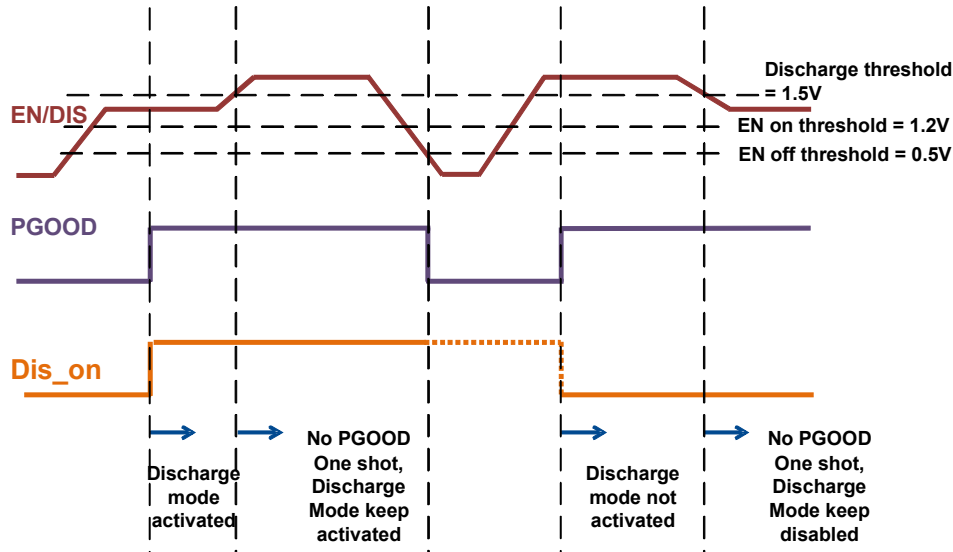 Discharge threshold
= 1.5V
EN/DIS
EN on threshold = 1.2V
EN off threshold = 0.5V
PGOOD
Dis_on
Discharge
mode
activated
No PGOOD
One shot,
Discharge
Mode keep
activated
Discharge
mode not
activated
No PGOOD
One shot,
Discharge
Mode keep
disabled